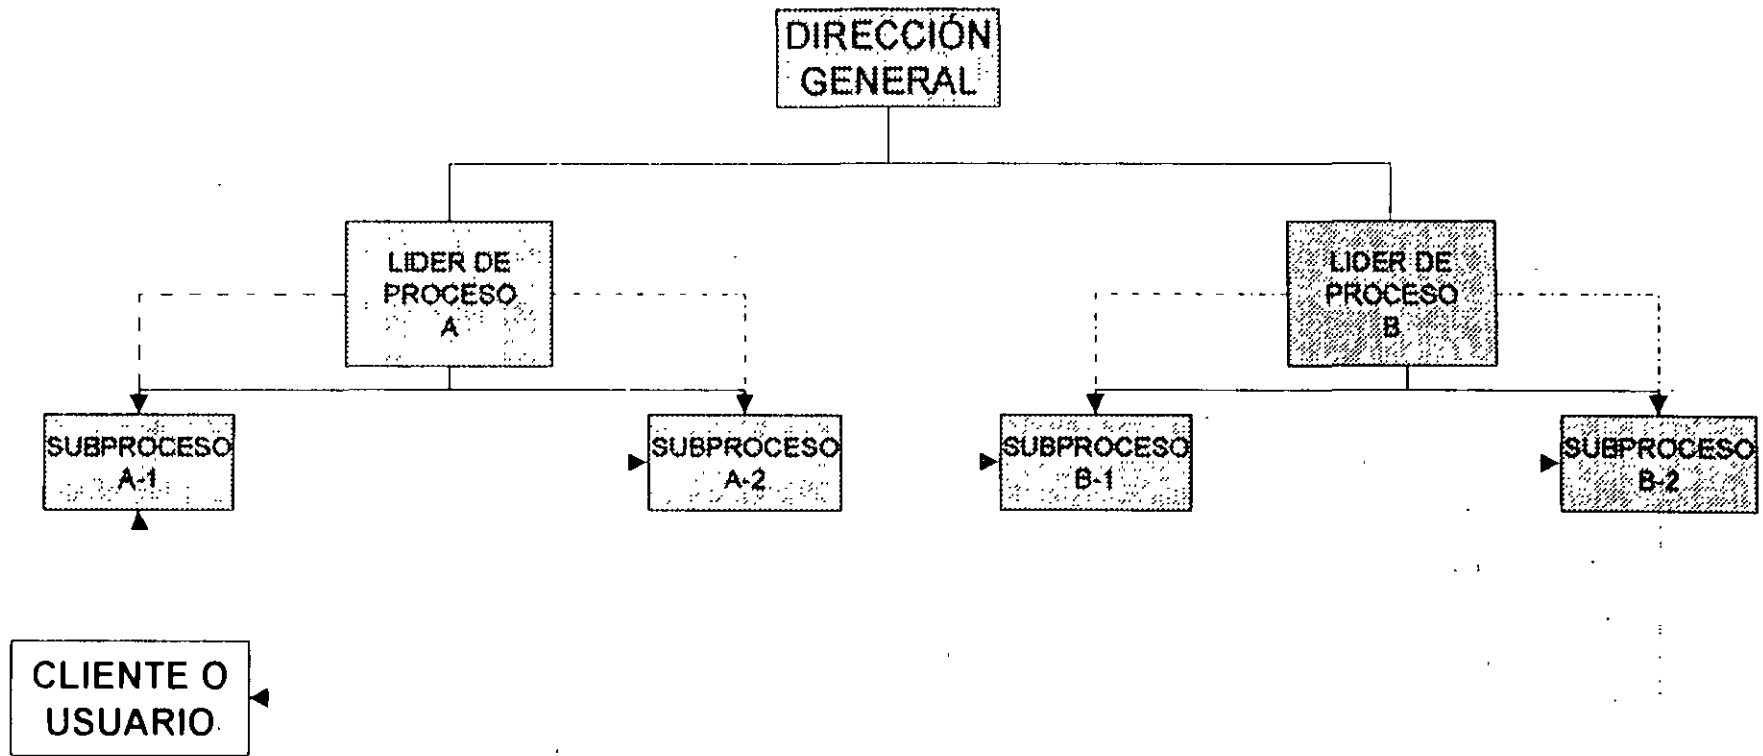 DIRECCIÓN
GENERAL
LIDER DE
PROCESO
A
LIDER DE
PROCESO
B
SUBPROCESO
A-1
SUBPROCESO
A-2
SUBPROCESO
B-1
SUBPROCESO
B-2
CLIENTE O
USUARIO